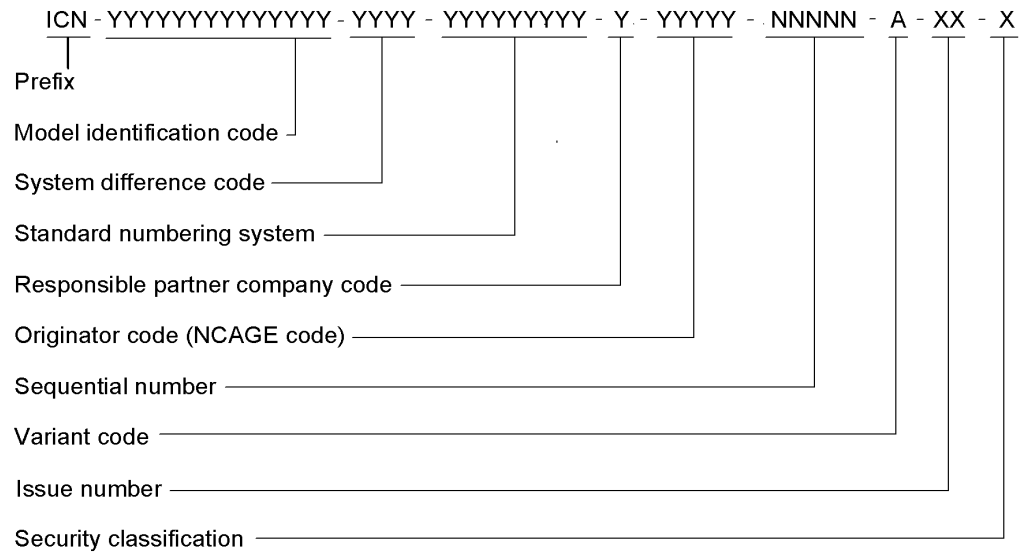 ICN - YYYYYYYYYYYYYY - YYYY - YYYYYYYYY - Y - YYYYY - NNNNN - A - XX - X
Prefix
Model identification code
System difference code
Standard numbering system
Responsible partner company code
Originator code (NCAGE code)
Sequential number
Variant code
Issue number
Security classification